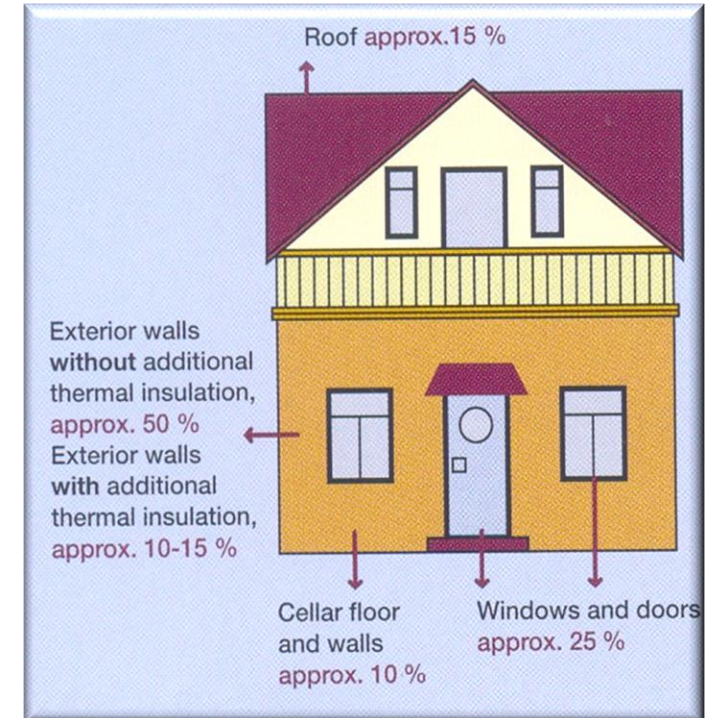 Roof approx.15 %
Exterior walls
without additional
thermal insulation,
approx. 50 %
Exterior walls
with additional
thermal insulation,
approx. 10-15 %
Cellar floor
and walls
approx. 10 %
Windows and doors
approx. 25 %